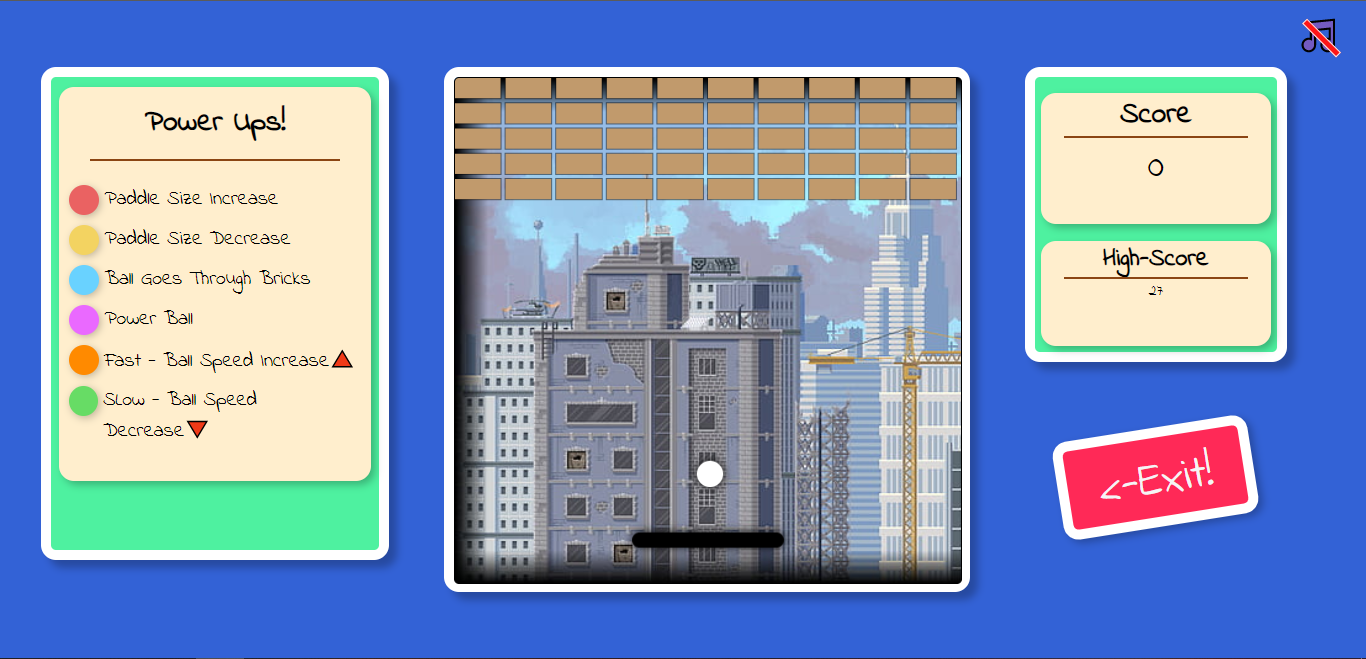 Power Ups!
Paddle Size Increase
Paddle Size Decrease
Ball Goes Through Bricks
Power Ball
Fast - Ball Speed Increase
Slow - Ball Speed
Decrease
Score
0
High-Score
27
<-Exit!